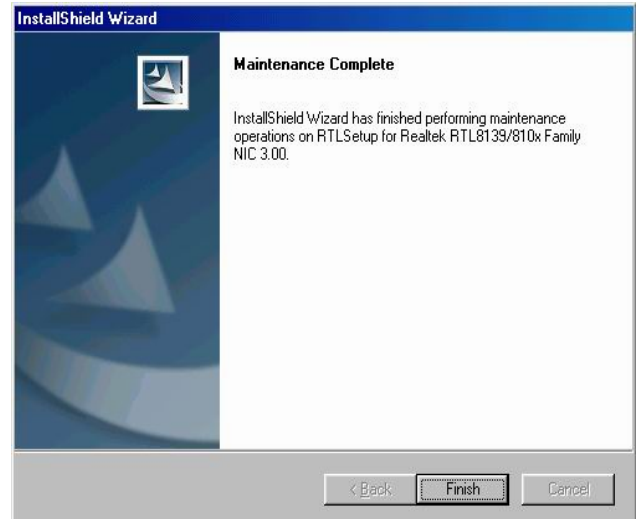 InstallShield Wizard
Maintenance Complete
InstallShield Wizard has finished performing maintenance
operations on RTLSetup for Realtek RTL8139/810x Family
NIC 3.00.
< Back
Finish
Cancel